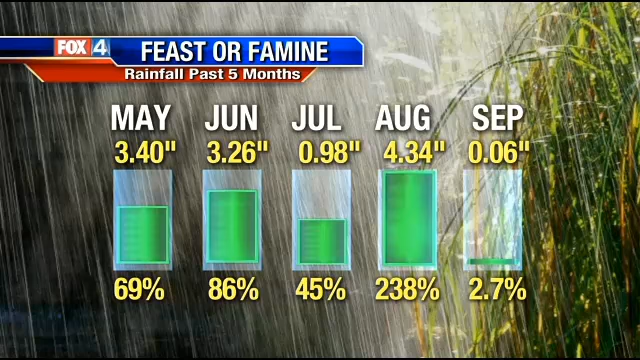 FOX 4
FEAST OR FAMINE
Rainfall Past 5 Months
MAY JUN JUL AUG SEP
3.40" 3.26" 0.98" 4.34" 0.06"
69% 86% 45% 238% 2.7%